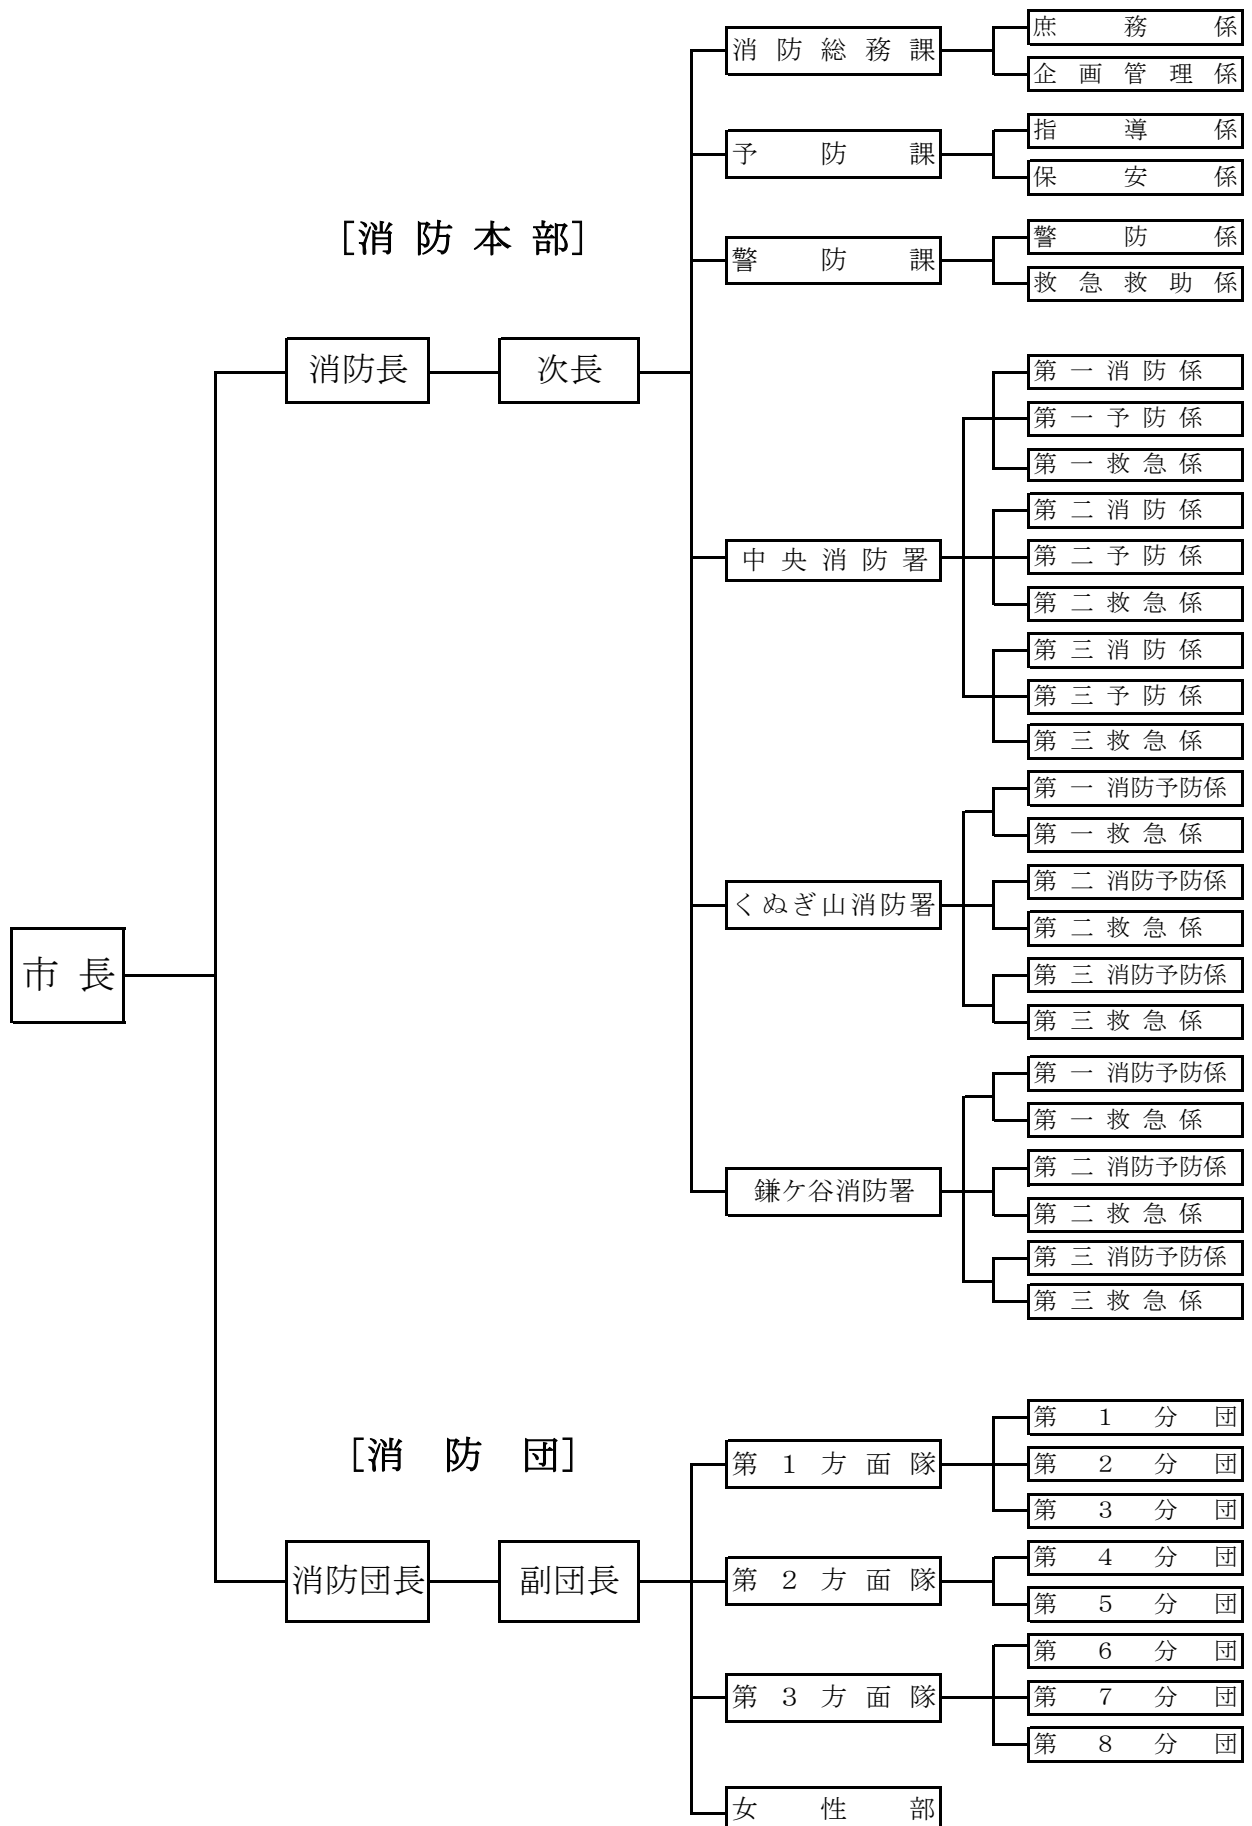 消防総務課
庶務係
企画管理係
予防課
指導係
保安係
[消防本部]
警防課
警防係
救急救助係
消防長
次長
第一消防係
第一予防係
第一救急係
第二消防係
中央消防署
第二予防係
第二救急係
第三消防係
第三予防係
第三救急係
第一消防予防係
第一救急係
第二消防予防係
くぬぎ山消防署
第二救急係
市長
第三消防予防係
第三救急係
第一消防予防係
第一救急係
第二消防予防係
鎌ケ谷消防署
第二救急係
第三消防予防係
第三救急係
[消防団]
第1分団
第1方面隊
第2分団
第3分団
消防団長
副団長
第4分団
第2方面隊
第5分団
第6分団
第3方面隊
第7分団
第8分団
女性部